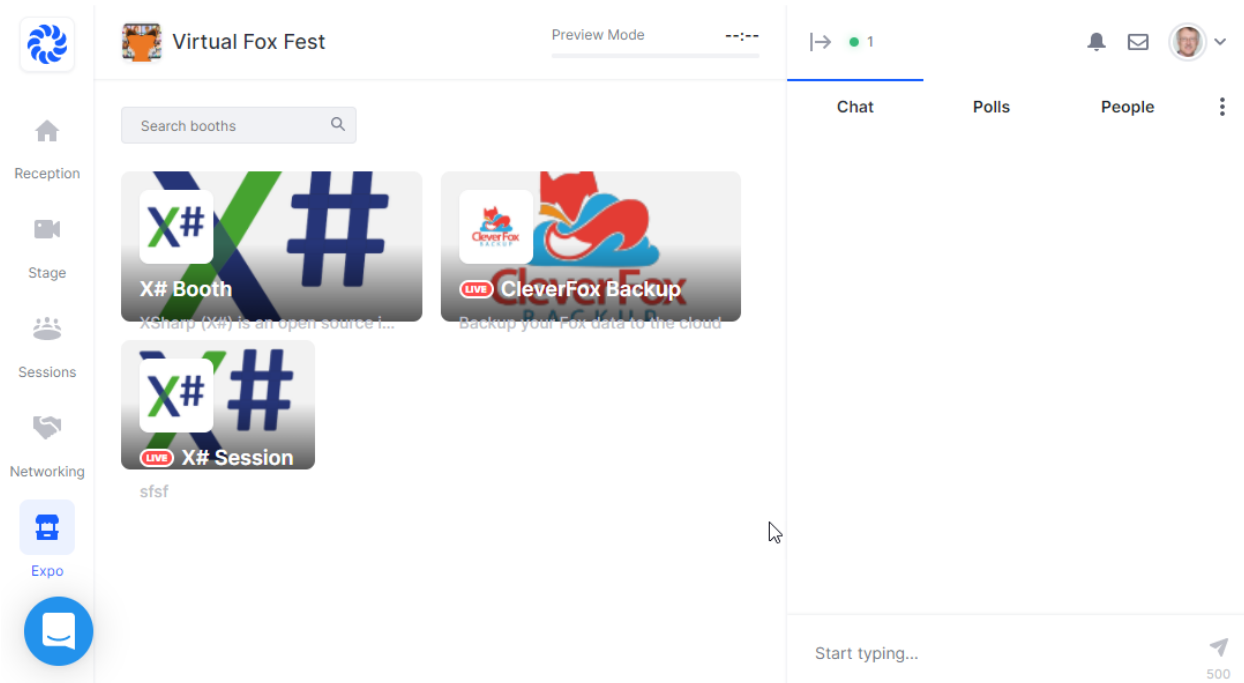 Virtual Fox Fest
Preview Mode
--:--
1
Search booths
Reception
Stage
Sessions
Networking
Expo
X#
X#
X# Booth
XSharp (X#) is an open source i...
CleverFox
BACKUP
CleverFox
BACKUP
LIVE CleverFox Backup
Backup your Fox data to the cloud
X#
X#
LIVE X# Session
sfsf
Chat
Polls
People
Start typing...
500